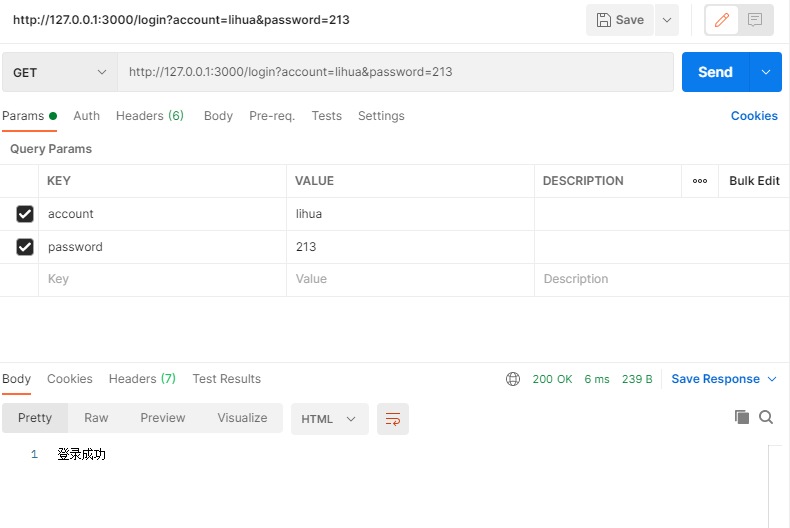 http://127.0.0.1:3000/login?account=lihua&password=213 Save
GET http://127.0.0.1:3000/login?account=lihua&password=213 Send
Params Auth Headers (6) Body Pre-req. Tests Settings Cookies
Query Params
KEY VALUE DESCRIPTION Bulk Edit
account lihua
password 213
Key Value Description
Body Cookies Headers (7) Test Results 200 OK 6 ms 239 B Save Response
Pretty Raw Preview Visualize HTML
1 登录成功